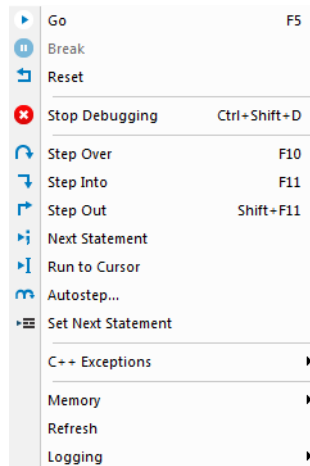 Go F5
Break
Reset
Stop Debugging Ctrl+Shift+D
Step Over F10
Step Into F11
Step Out Shift+F11
Next Statement
Run to Cursor
Autostep...
Set Next Statement
C++ Exceptions
Memory
Refresh
Logging